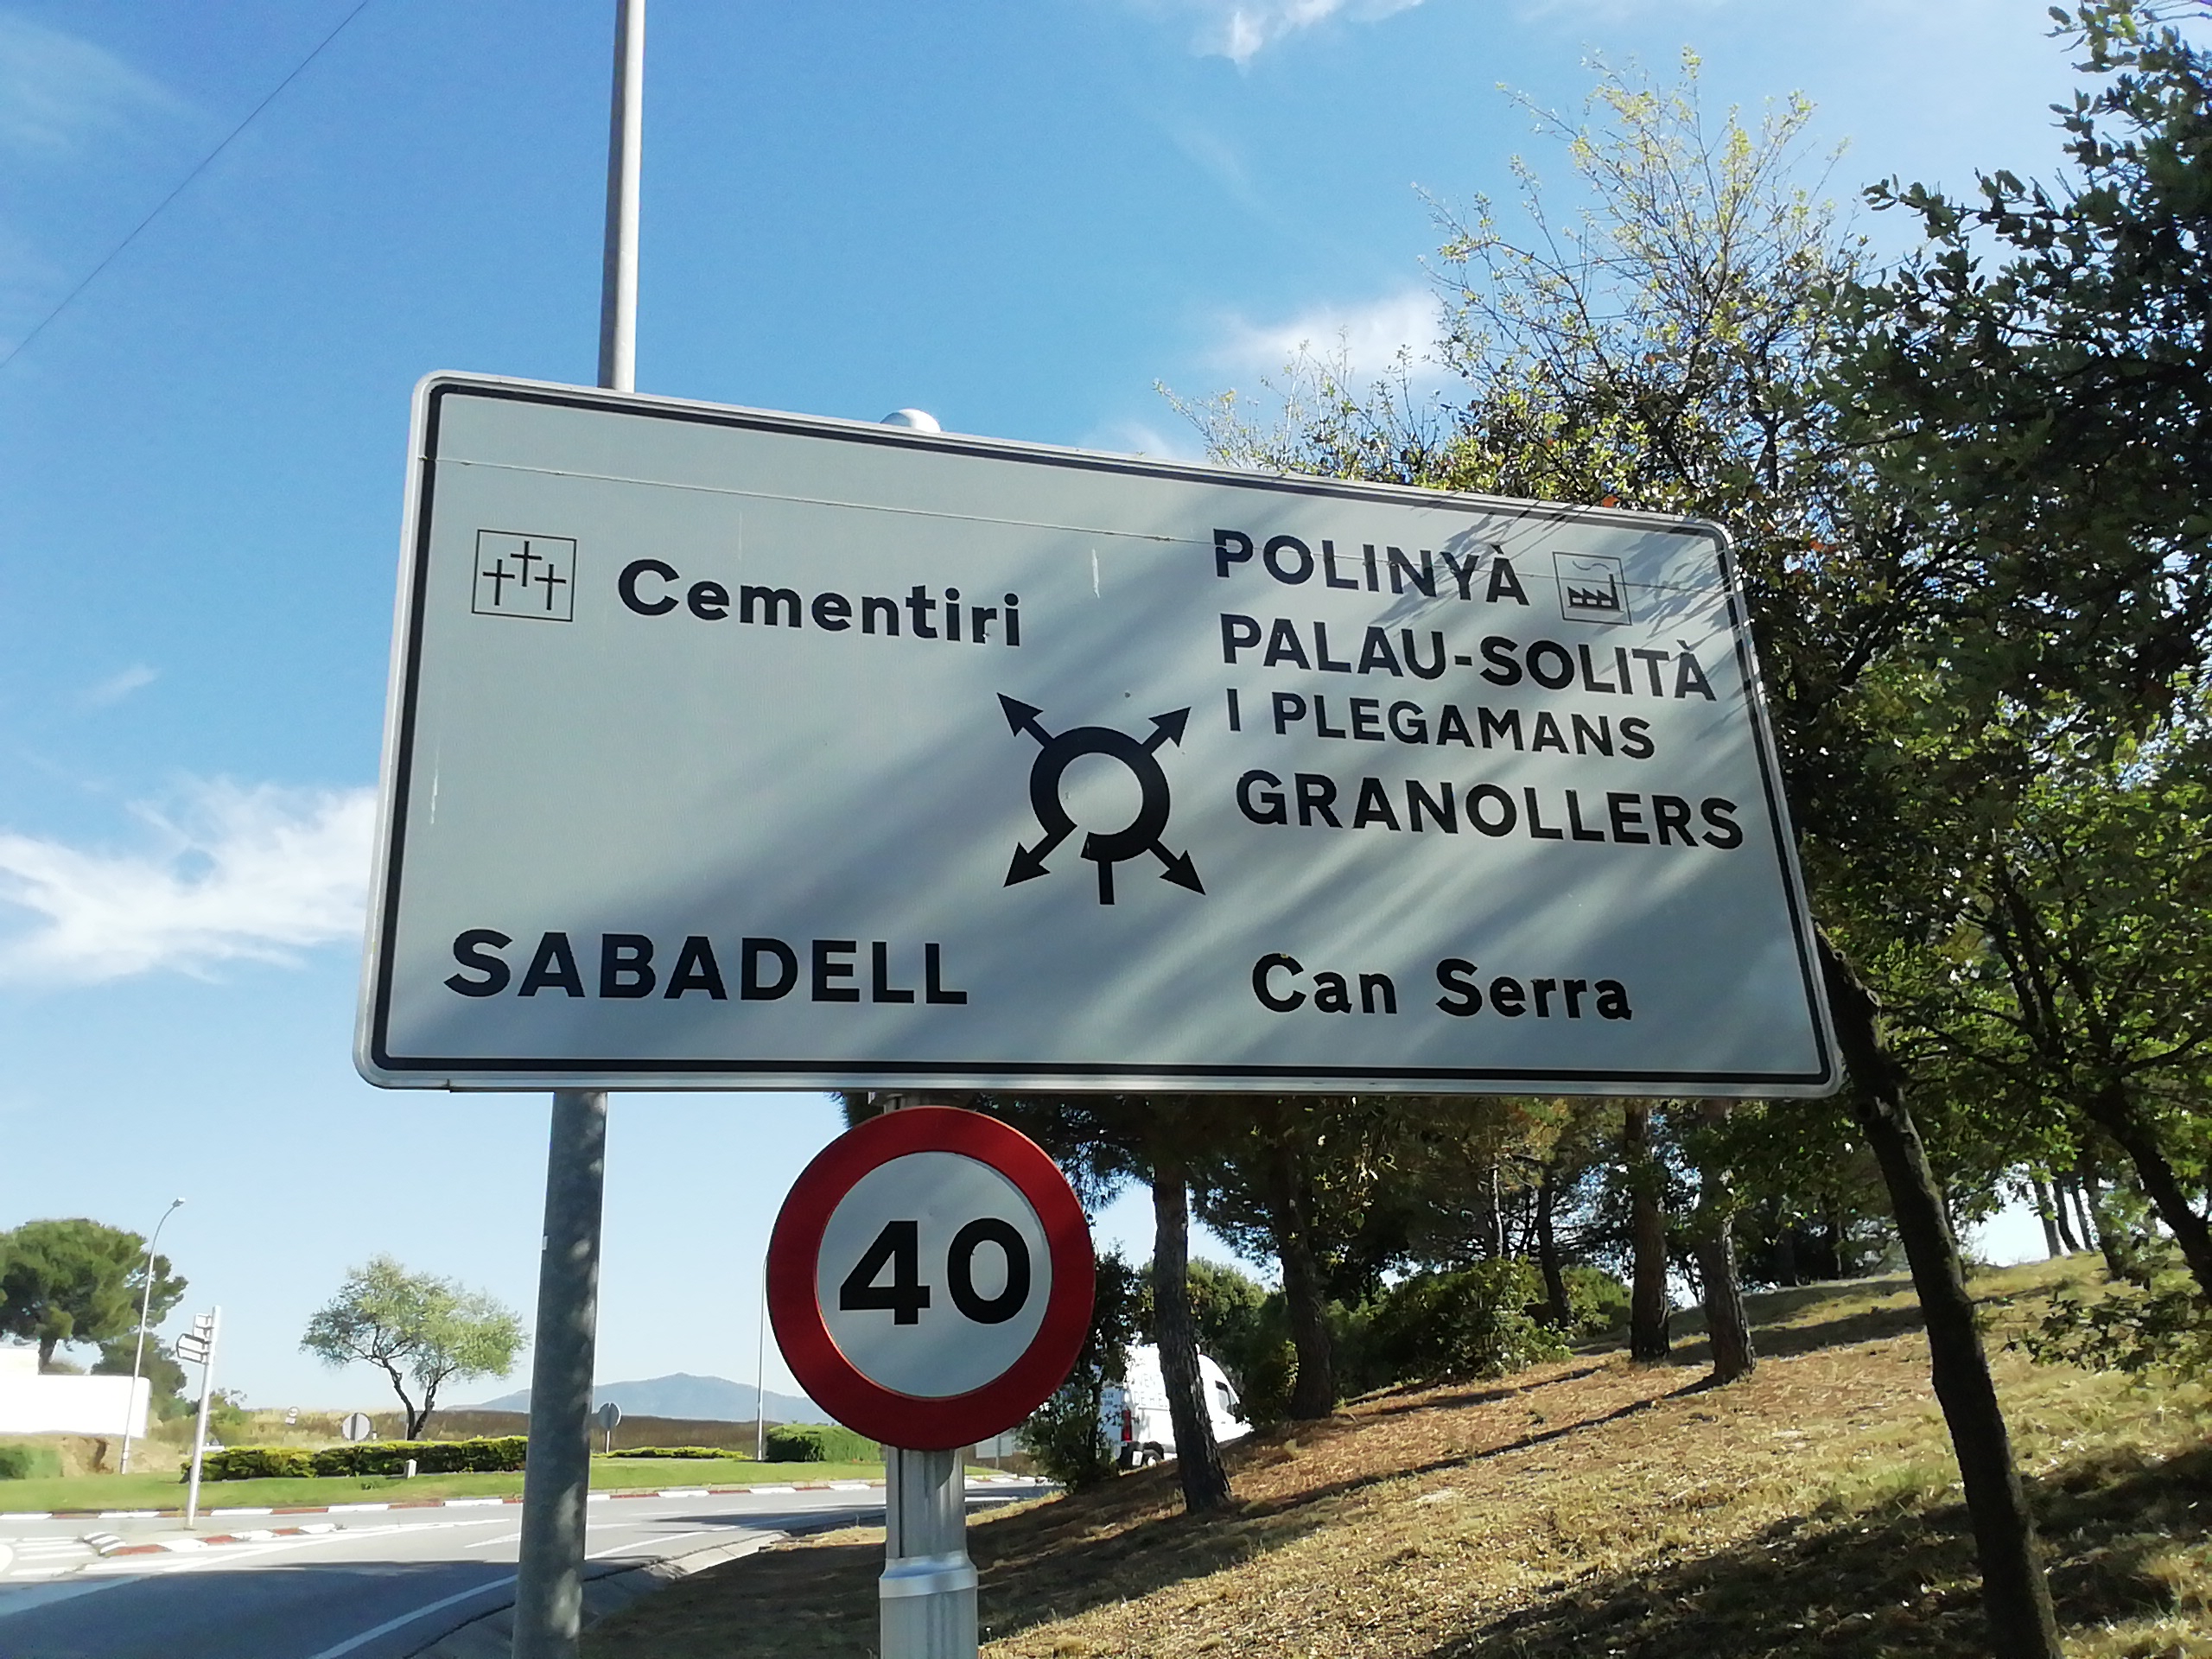 Cementiri
POLINYÀ
PALAU-SOLITÀ
I PLEGAMANS
GRANOLLERS
SABADELL
Can Serra
40